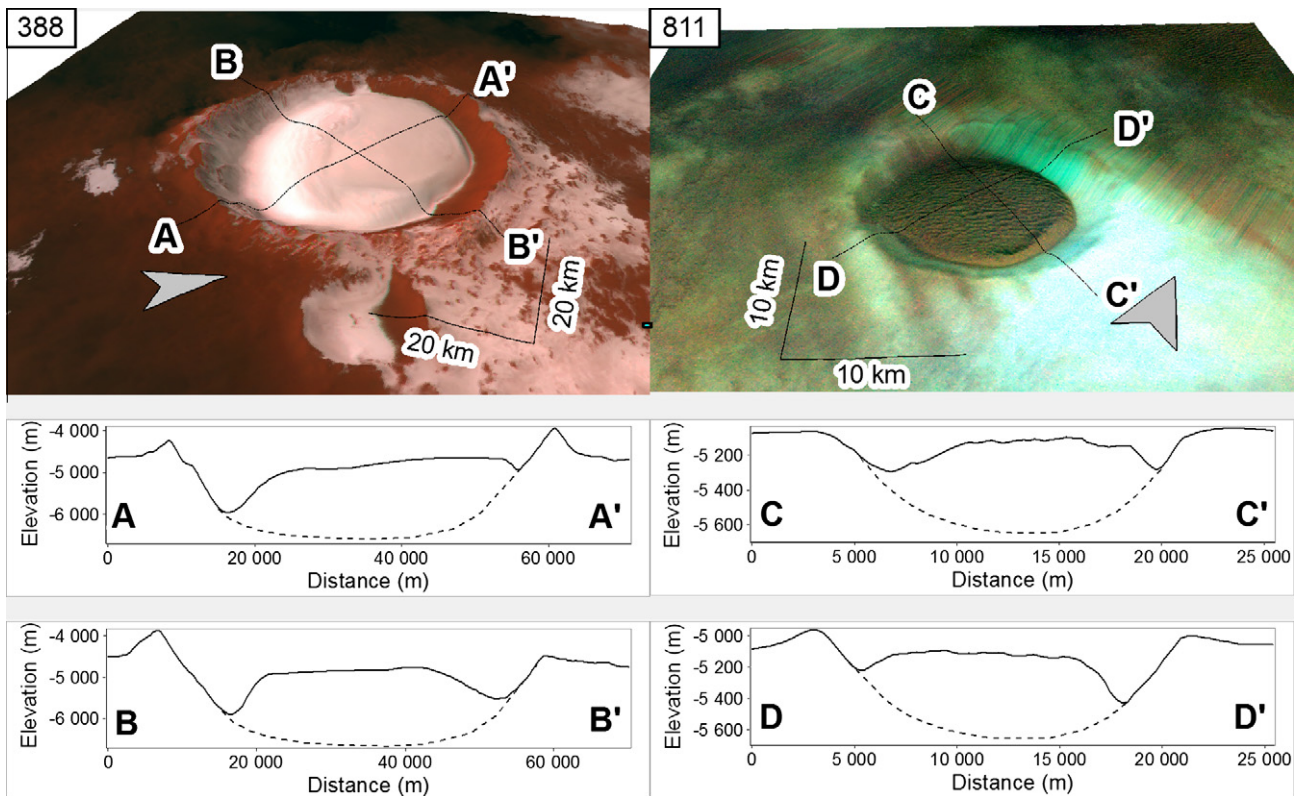 388
B
A'
A
B'
20 km
20 km
811
C
D'
D
C'
10 km
10 km
Elevation (m)
-4 000
-5 000
-6 000
A
A'
0
20 000
40 000
60 000
Distance (m)
Elevation (m)
-5 200
-5 400
-5 600
C
C'
0
5 000
10 000
15 000
20 000
25 000
Distance (m)
Elevation (m)
-4 000
-5 000
-6 000
B
B'
0
20 000
40 000
60 000
Distance (m)
Elevation (m)
-5 000
-5 200
-5 400
-5 600
D
D'
0
5 000
10 000
15 000
20 000
25 000
Distance (m)